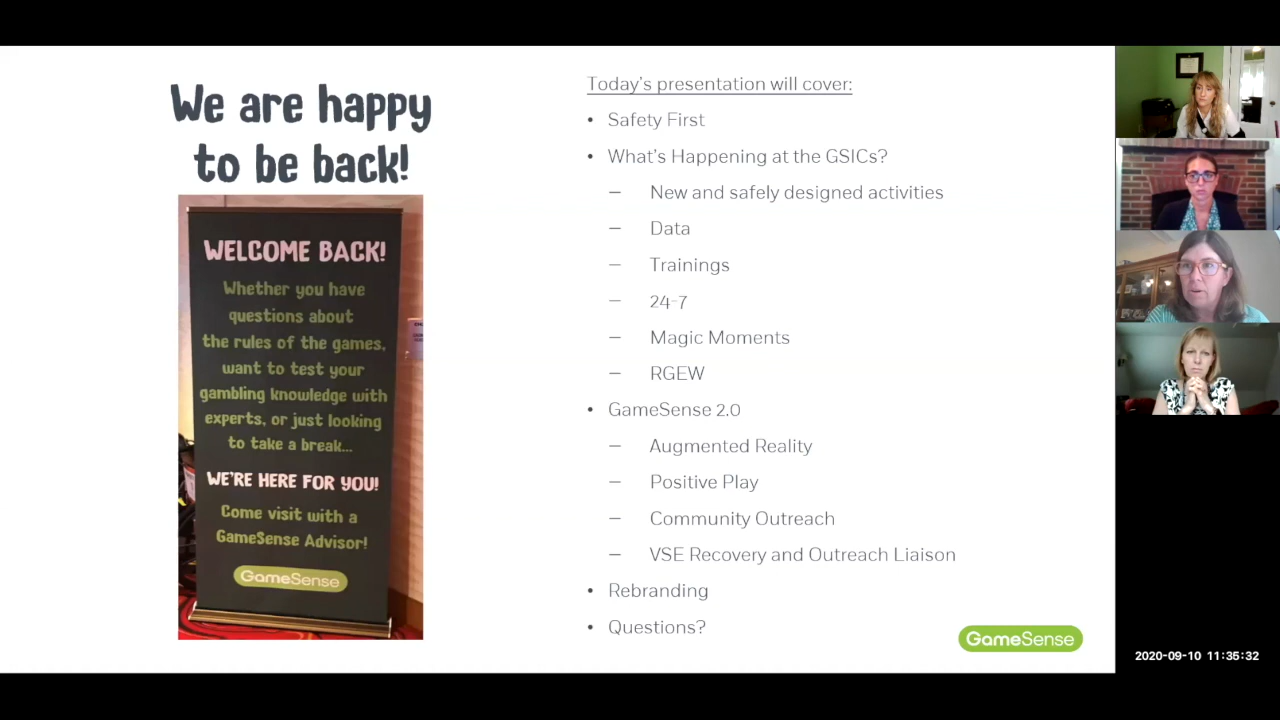 We are happy
to be back!
WELCOME BACK!
Whether you have
questions about
the rules of the games,
want to test your
gambling knowledge with
experts, or just looking
to take a break...
WE'RE HERE FOR YOU!
Come visit with a
GameSense Advisor!
GameSense
Today's presentation will cover:
• Safety First
• What's Happening at the GSICs?
– New and safely designed activities
– Data
– Trainings
– 24-7
– Magic Moments
– RGEW
• GameSense 2.0
– Augmented Reality
– Positive Play
– Community Outreach
– VSE Recovery and Outreach Liaison
• Rebranding
• Questions?
GameSense
2020-09-10 11:35:32